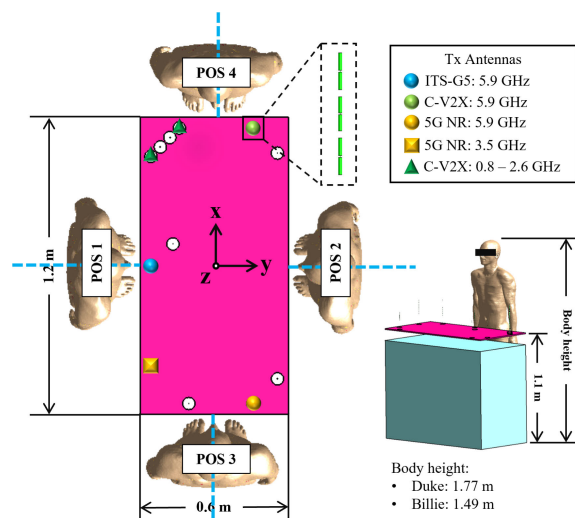 POS 4
Tx Antennas
ITS-G5: 5.9 GHz
C-V2X: 5.9 GHz
5G NR: 5.9 GHz
5G NR: 3.5 GHz
C-V2X: 0.8 – 2.6 GHz
1.2 m
POS 1
x
y
z
POS 2
Body height
1.1 m
POS 3
0.6 m
Body height:
• Duke: 1.77 m
• Billie: 1.49 m